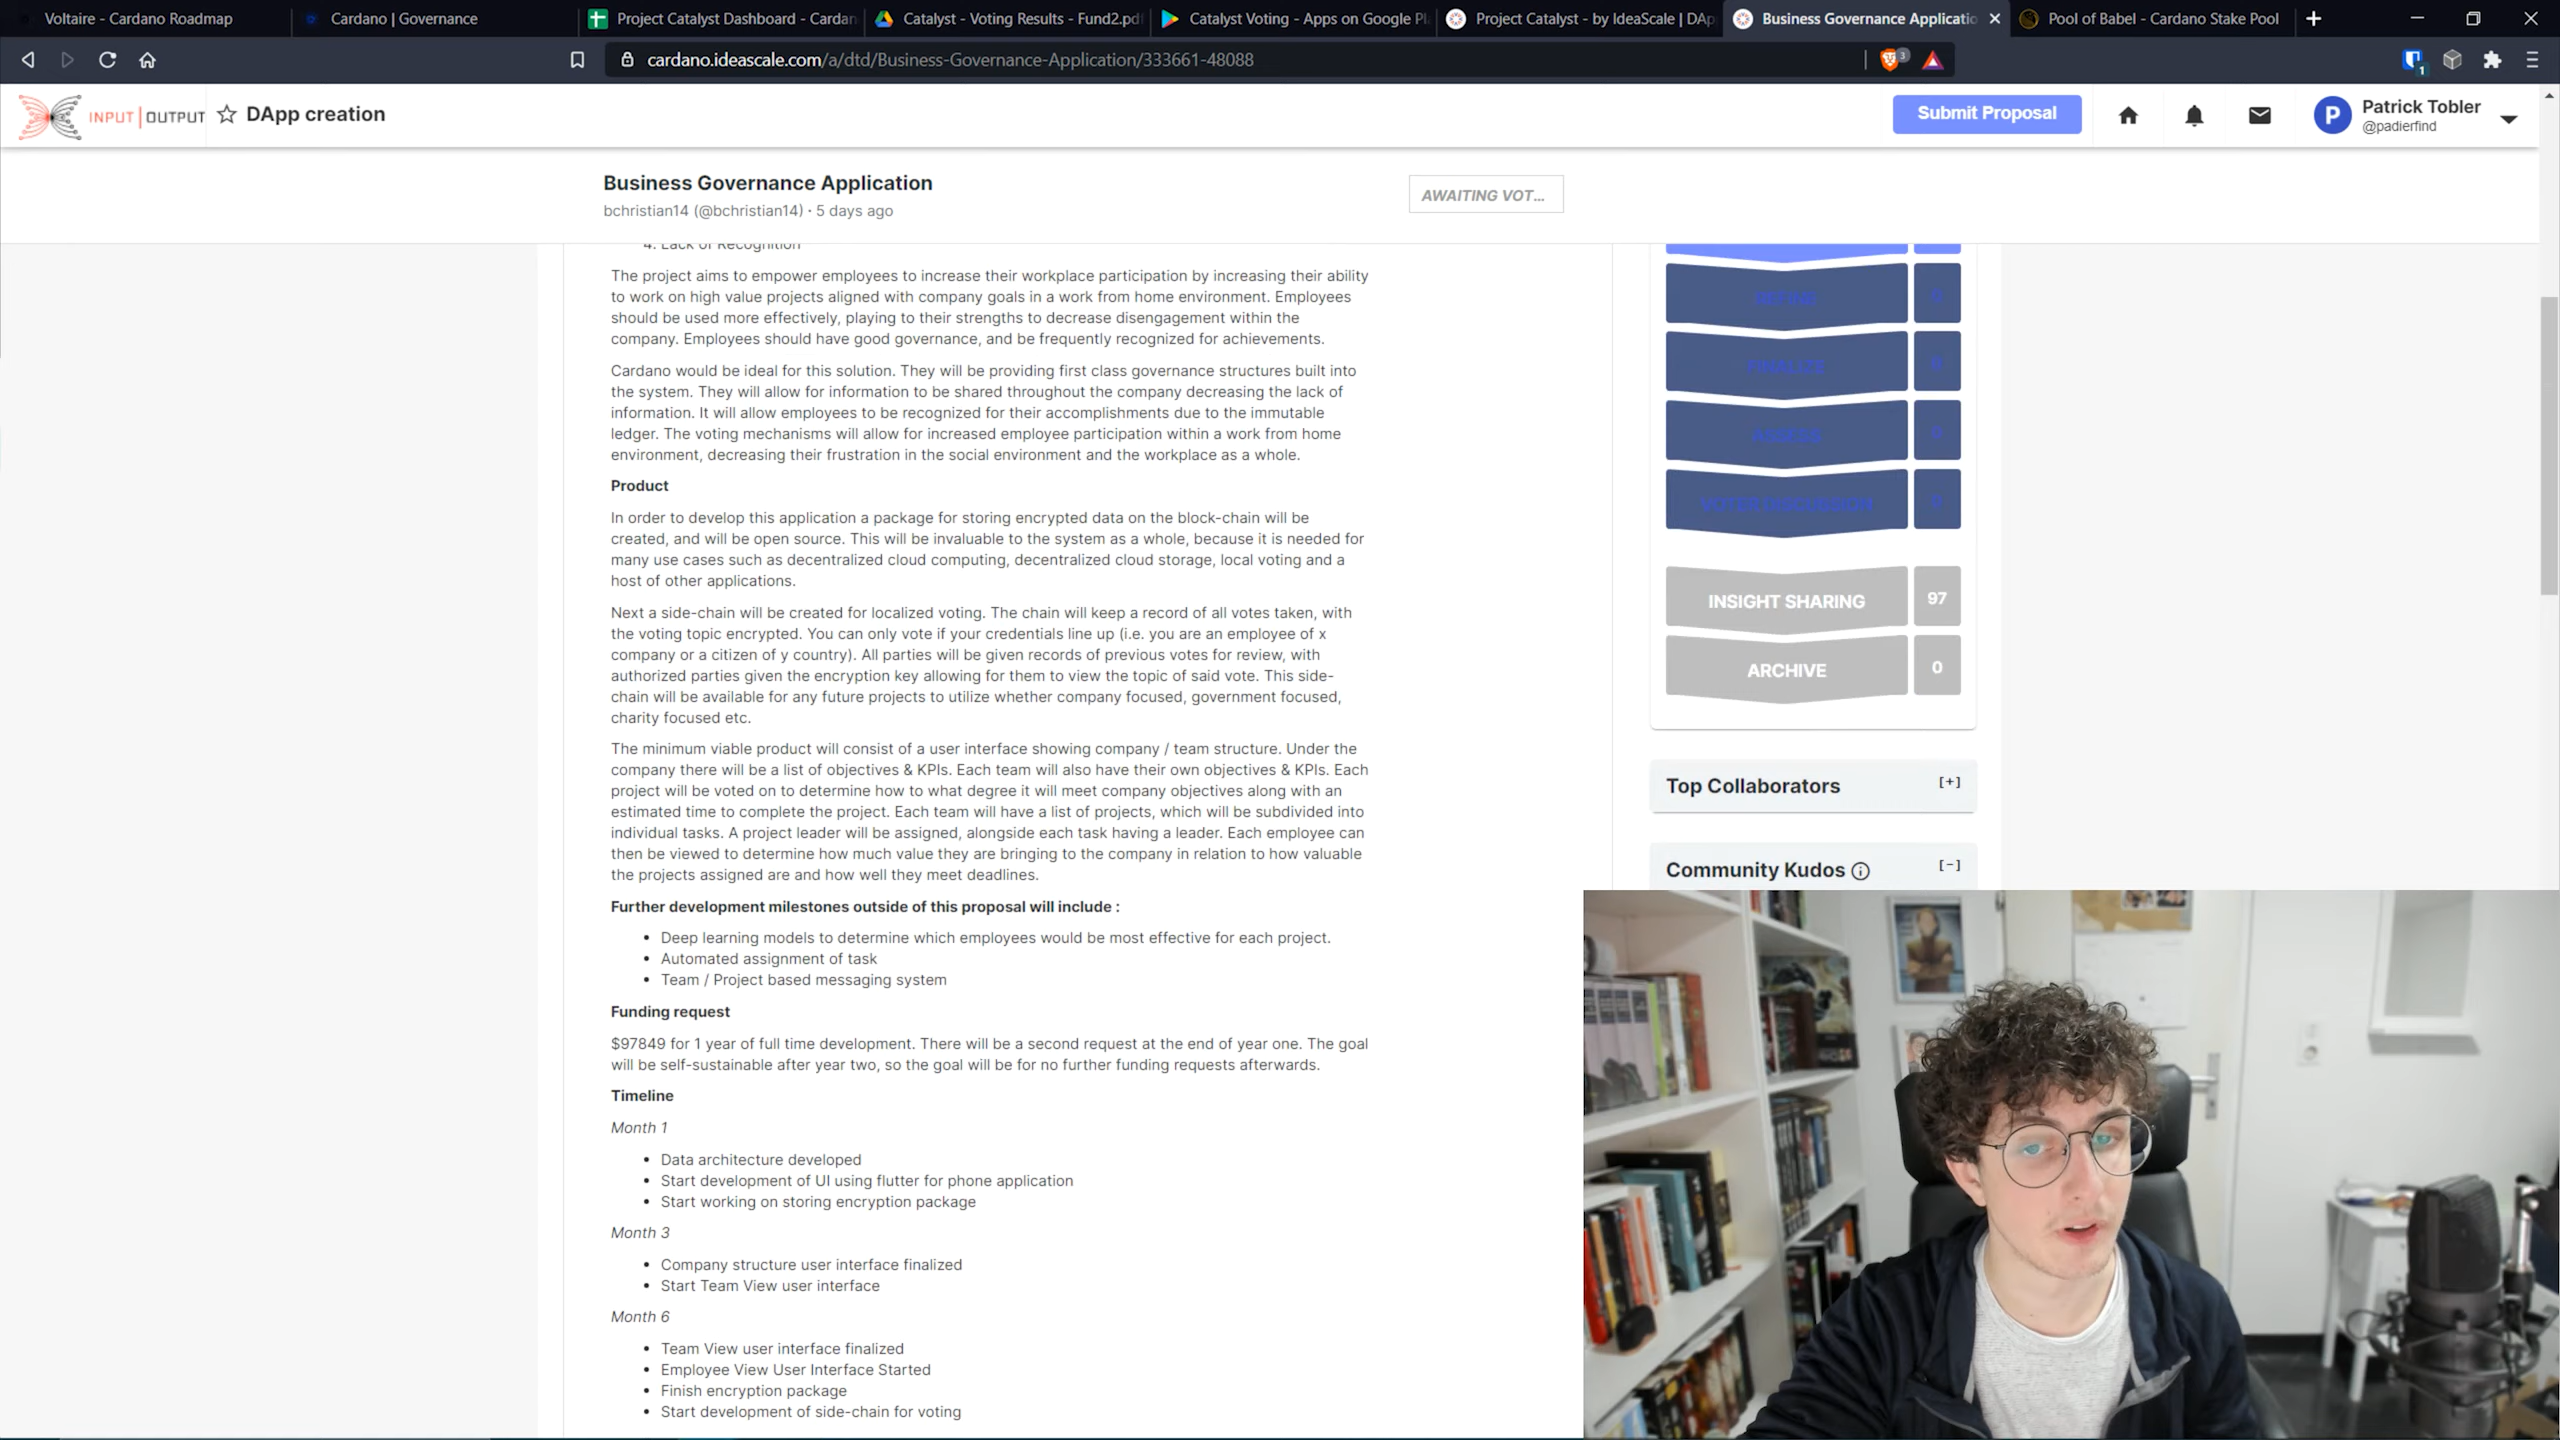 Voltaire - Cardano Roadmap
Cardano | Governance
Project Catalyst Dashboard - Cardan
Catalyst - Voting Results - Fund2.pdf
Catalyst Voting - Apps on Google Pl
Project Catalyst - by IdeaScale | DAp
Business Governance Applicatio
Pool of Babel - Cardano Stake Pool
cardano.ideascale.com/a/dtd/Business-Governance-Application/333661-48088
3
1
INPUT | OUTPUT
DApp creation
Submit Proposal
P
Patrick Tobler
@padierfind
Business Governance Application
bchristian14 (@bchristian14) · 5 days ago
AWAITING VOT...
4. Lack of Recognition
The project aims to empower employees to increase their workplace participation by increasing their ability
to work on high value projects aligned with company goals in a work from home environment. Employees
should be used more effectively, playing to their strengths to decrease disengagement within the
company. Employees should have good governance, and be frequently recognized for achievements.
Cardano would be ideal for this solution. They will be providing first class governance structures built into
the system. They will allow for information to be shared throughout the company decreasing the lack of
information. It will allow employees to be recognized for their accomplishments due to the immutable
ledger. The voting mechanisms will allow for increased employee participation within a work from home
environment, decreasing their frustration in the social environment and the workplace as a whole.
Product
In order to develop this application a package for storing encrypted data on the block-chain will be
created, and will be open source. This will be invaluable to the system as a whole, because it is needed for
many use cases such as decentralized cloud computing, decentralized cloud storage, local voting and a
host of other applications.
Next a side-chain will be created for localized voting. The chain will keep a record of all votes taken, with
the voting topic encrypted. You can only vote if your credentials line up (i.e. you are an employee of x
company or a citizen of y country). All parties will be given records of previous votes for review, with
authorized parties given the encryption key allowing for them to view the topic of said vote. This side-
chain will be available for any future projects to utilize whether company focused, government focused,
charity focused etc.
The minimum viable product will consist of a user interface showing company / team structure. Under the
company there will be a list of objectives & KPIs. Each team will also have their own objectives & KPIs. Each
project will be voted on to determine how to what degree it will meet company objectives along with an
estimated time to complete the project. Each team will have a list of projects, which will be subdivided into
individual tasks. A project leader will be assigned, alongside each task having a leader. Each employee can
then be viewed to determine how much value they are bringing to the company in relation to how valuable
the projects assigned are and how well they meet deadlines.
Further development milestones outside of this proposal will include :
• Deep learning models to determine which employees would be most effective for each project.
• Automated assignment of task
• Team / Project based messaging system
Funding request
$97849 for 1 year of full time development. There will be a second request at the end of year one. The goal
will be self-sustainable after year two, so the goal will be for no further funding requests afterwards.
Timeline
Month 1
• Data architecture developed
• Start development of UI using flutter for phone application
• Start working on storing encryption package
Month 3
• Company structure user interface finalized
• Start Team View user interface
Month 6
• Team View user interface finalized
• Employee View User Interface Started
• Finish encryption package
• Start development of side-chain for voting
REFINE 0
FINALIZE 0
ASSESS 0
VOTER DISCUSSION 0
INSIGHT SHARING 97
ARCHIVE 0
Top Collaborators [+]
Community Kudos [-]